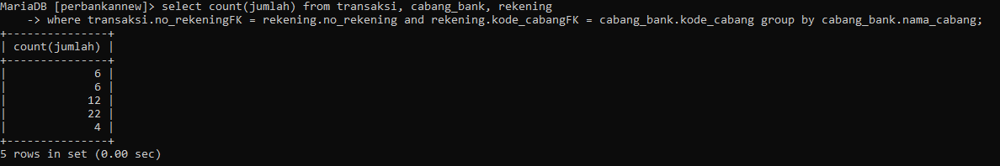 MariaDB [perbankannew]> select count(jumlah) from transaksi, cabang_bank, rekening
    -> where transaksi.no_rekeningFK = rekening.no_rekening and rekening.kode_cabangFK = cabang_bank.kode_cabang group by cabang_bank.nama_cabang;
+---------------+
| count(jumlah) |
+---------------+
|             6 |
|             6 |
|            12 |
|            22 |
|             4 |
+---------------+
5 rows in set (0.00 sec)